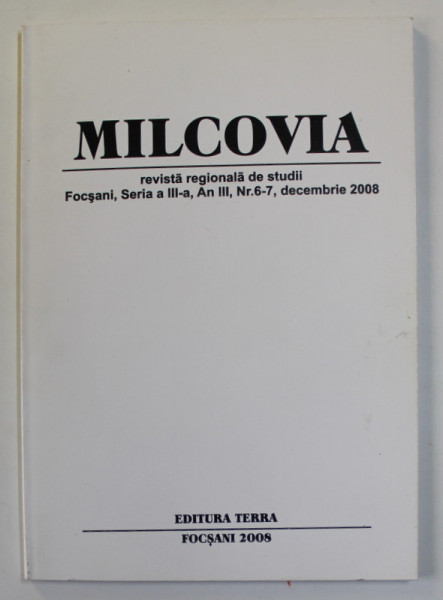 MILCOVIA
revistă regională de studii
Focşani, Seria a III-a, An III, Nr.6-7, decembrie 2008
EDITURA TERRA
FOCŞANI 2008